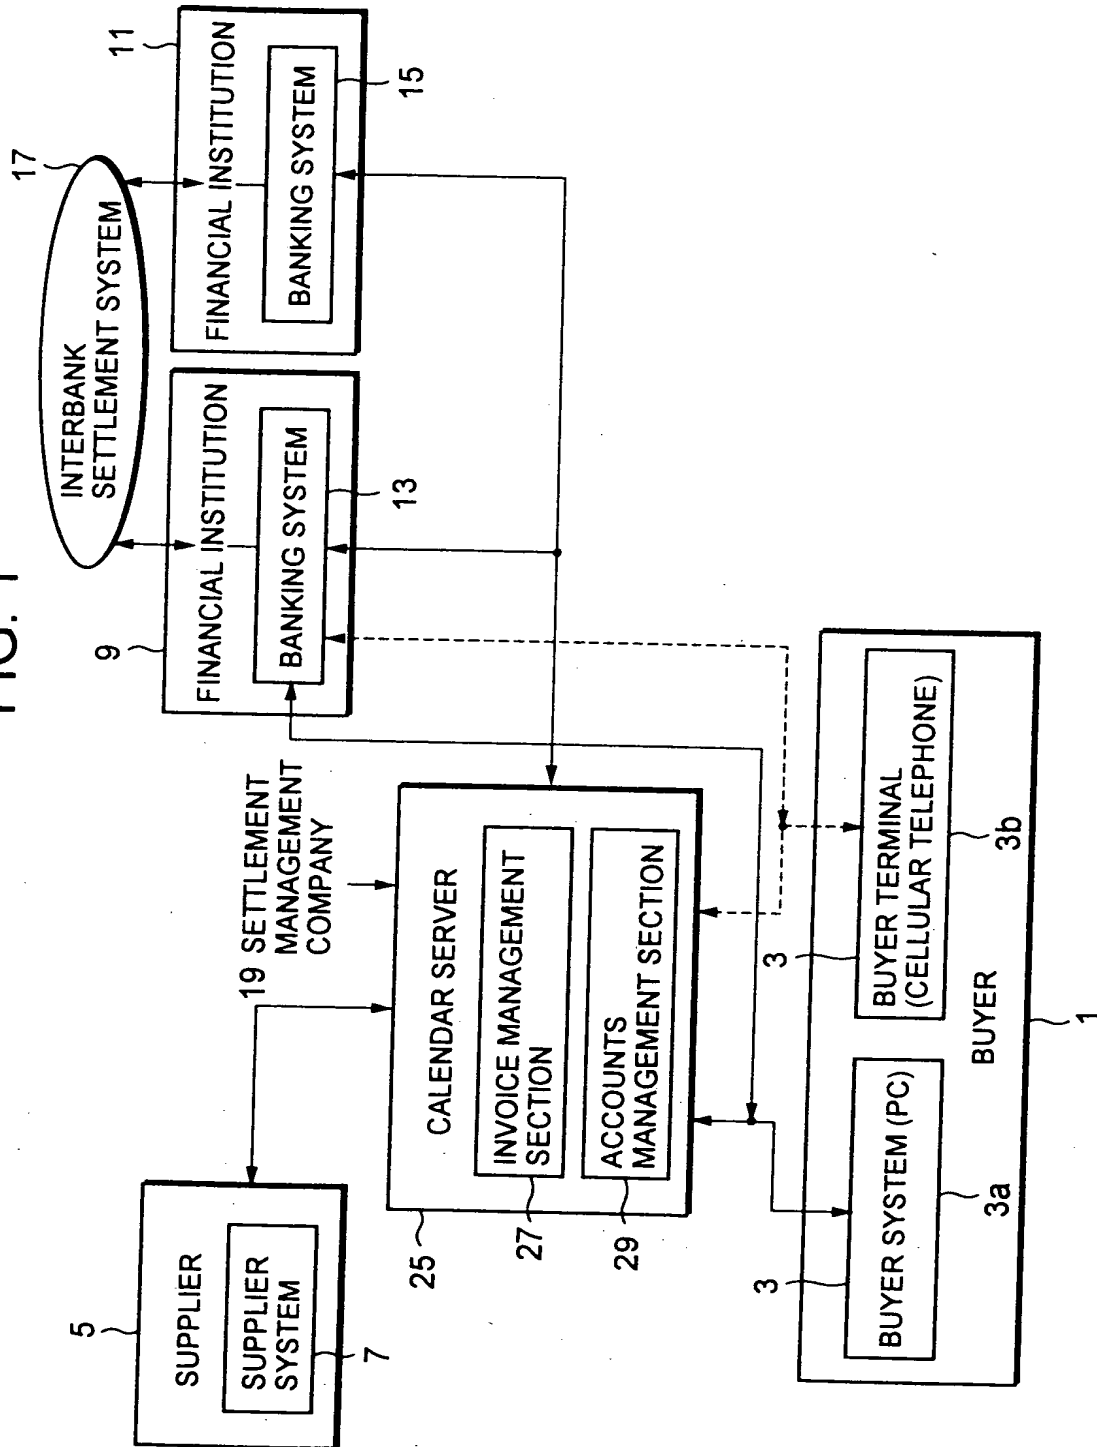 FIG. 1
INTERBANK
SETTLEMENT SYSTEM
17
9
FINANCIAL INSTITUTION
BANKING SYSTEM
13
11
FINANCIAL INSTITUTION
BANKING SYSTEM
15
19 SETTLEMENT
MANAGEMENT
COMPANY
5
SUPPLIER
SUPPLIER
SYSTEM
7
CALENDAR SERVER
INVOICE MANAGEMENT
SECTION
ACCOUNTS
MANAGEMENT SECTION
25
27
29
3
BUYER SYSTEM (PC)
3a
3
BUYER TERMINAL
(CELLULAR TELEPHONE)
3b
BUYER
1